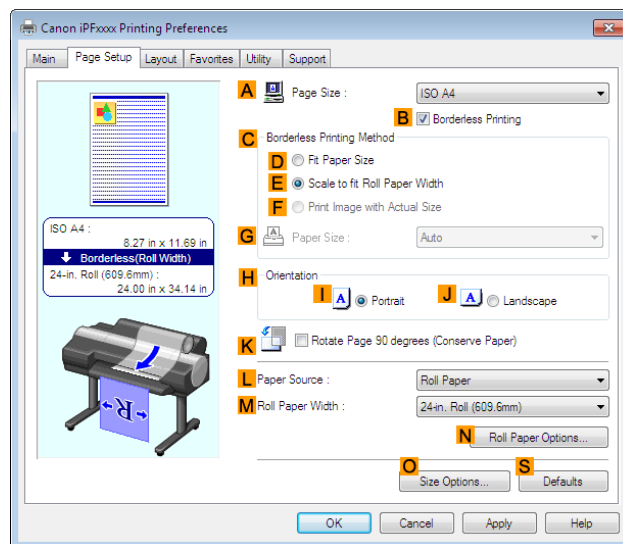 Canon iPFxxxx Printing Preferences
Main Page Setup Layout Favorites Utility Support
A Page Size : ISO A4
B Borderless Printing
C Borderless Printing Method
D Fit Paper Size
E Scale to fit Roll Paper Width
F Print Image with Actual Size
G Paper Size : Auto
ISO A4 :
8.27 in x 11.69 in
Borderless(Roll Width)
24-in. Roll (609.6mm) :
24.00 in x 34.14 in
H Orientation
I A Portrait J A Landscape
K Rotate Page 90 degrees (Conserve Paper)
L Paper Source : Roll Paper
M Roll Paper Width : 24-in. Roll (609.6mm)
N Roll Paper Options...
R
O Size Options... S Defaults
OK Cancel Apply Help